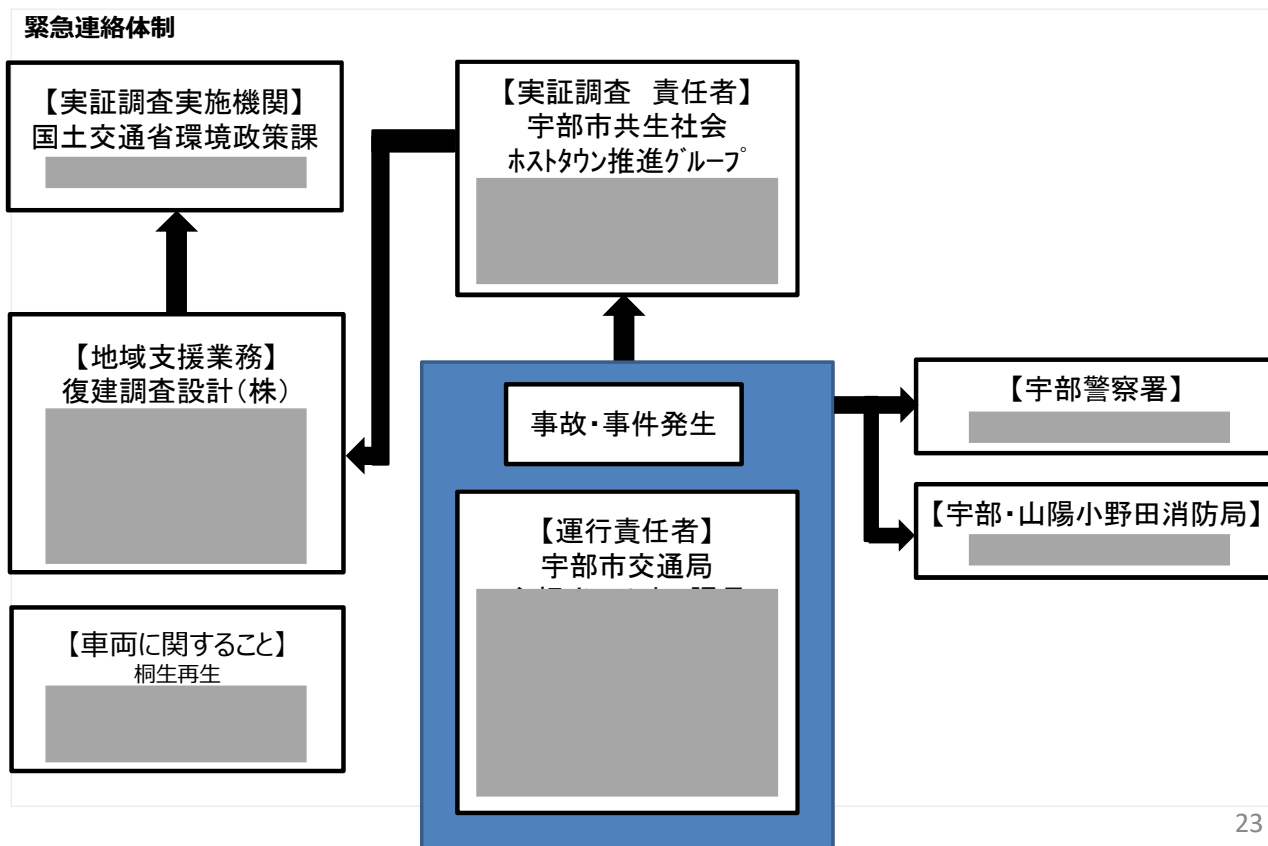 緊急連絡体制
【実証調査実施機関】
国土交通省環境政策課
【実証調査　責任者】
宇部市共生社会
ホストタウン推進グループ
【地域支援業務】
復建調査設計(株)
事故・事件発生
【宇部警察署】
【宇部・山陽小野田消防局】
【運行責任者】
宇部市交通局
【車両に関すること】
桐生再生
23